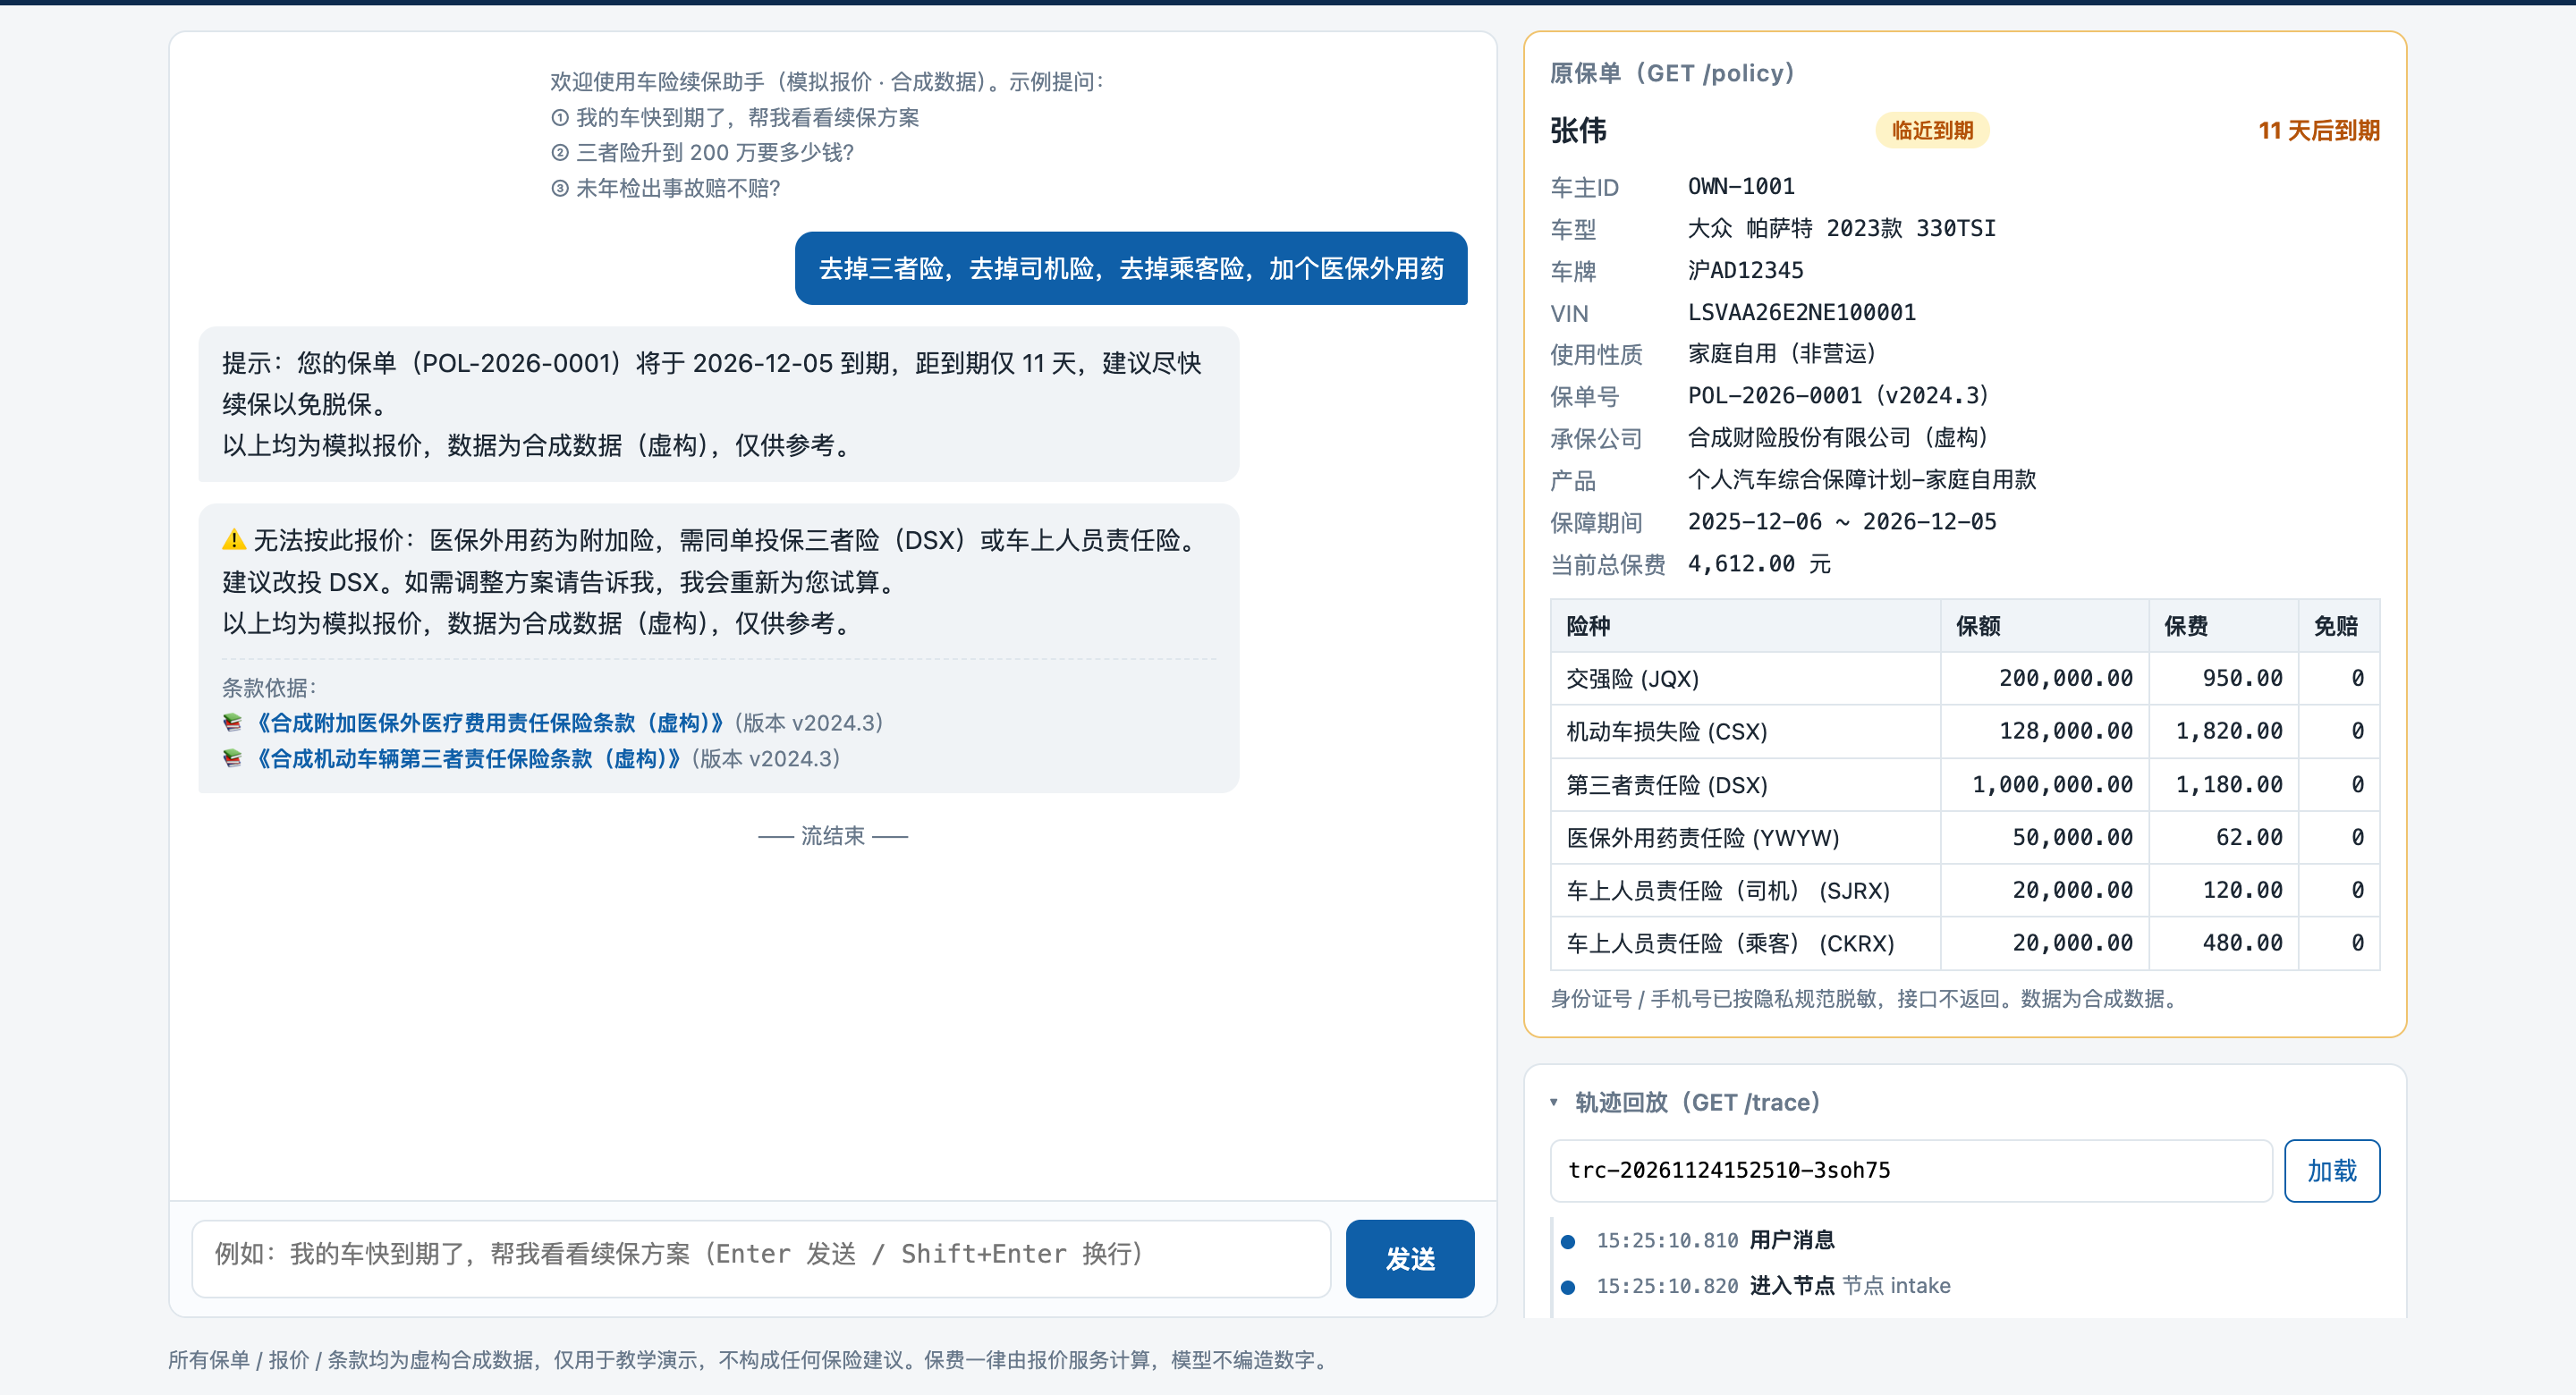 欢迎使用车险续保助手（模拟报价 · 合成数据）。示例提问：
① 我的车快到期了，帮我看看续保方案
② 三者险升到 200 万要多少钱？
③ 未年检出事故赔不赔？
去掉三者险，去掉司机险，去掉乘客险，加个医保外用药
提示：您的保单（POL-2026-0001）将于 2026-12-05 到期，距到期仅 11 天，建议尽快
续保以免脱保。
以上均为模拟报价，数据为合成数据（虚构），仅供参考。
⚠️ 无法按此报价：医保外用药为附加险，需同单投保三者险（DSX）或车上人员责任险。
建议改投 DSX。如需调整方案请告诉我，我会重新为您试算。
以上均为模拟报价，数据为合成数据（虚构），仅供参考。
条款依据：
📚 《合成附加医保外医疗费用责任保险条款（虚构）》（版本 v2024.3）
📚 《合成机动车辆第三者责任保险条款（虚构）》（版本 v2024.3）
—— 流结束 ——
例如：我的车快到期了，帮我看看续保方案（Enter 发送 / Shift+Enter 换行）
发送
原保单（GET /policy）
张伟 临近到期 11 天后到期
车主ID OWN-1001
车型 大众 帕萨特 2023款 330TSI
车牌 沪AD12345
VIN LSVAA26E2NE100001
使用性质 家庭自用（非营运）
保单号 POL-2026-0001（v2024.3）
承保公司 合成财险股份有限公司（虚构）
产品 个人汽车综合保障计划-家庭自用款
保障期间 2025-12-06 ~ 2026-12-05
当前总保费 4,612.00 元
险种 保额 保费 免赔
交强险 (JQX) 200,000.00 950.00 0
机动车损失险 (CSX) 128,000.00 1,820.00 0
第三者责任险 (DSX) 1,000,000.00 1,180.00 0
医保外用药责任险 (YWYW) 50,000.00 62.00 0
车上人员责任险（司机） (SJRX) 20,000.00 120.00 0
车上人员责任险（乘客） (CKRX) 20,000.00 480.00 0
身份证号 / 手机号已按隐私规范脱敏，接口不返回。数据为合成数据。
▼ 轨迹回放（GET /trace）
trc-20261124152510-3soh75 加载
15:25:10.810 用户消息
15:25:10.820 进入节点 节点 intake
所有保单 / 报价 / 条款均为虚构合成数据，仅用于教学演示，不构成任何保险建议。保费一律由报价服务计算，模型不编造数字。